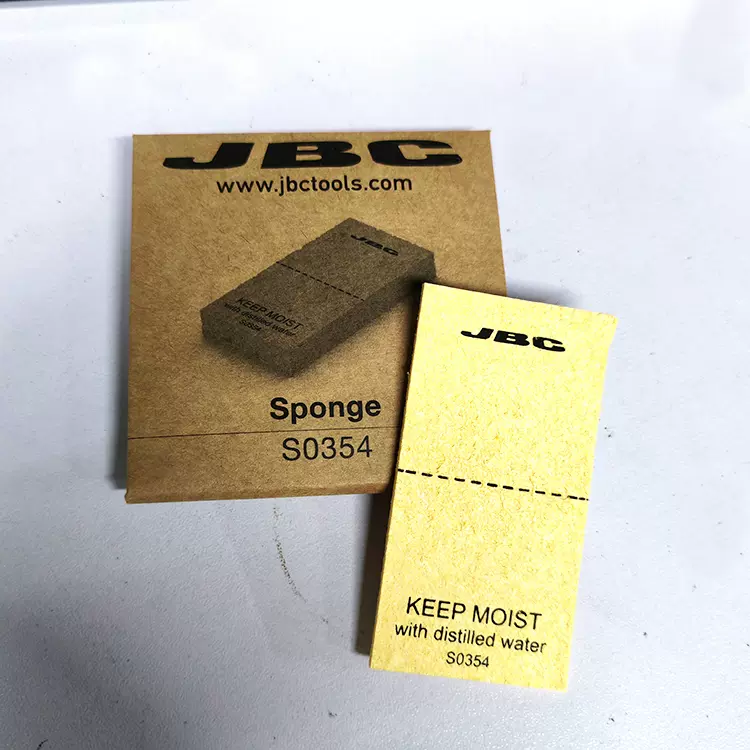 JBC
www.jbctools.com
JBC
KEEP MOIST
with distilled water
S0354
Sponge
S0354
JBC
KEEP MOIST
with distilled water
S0354